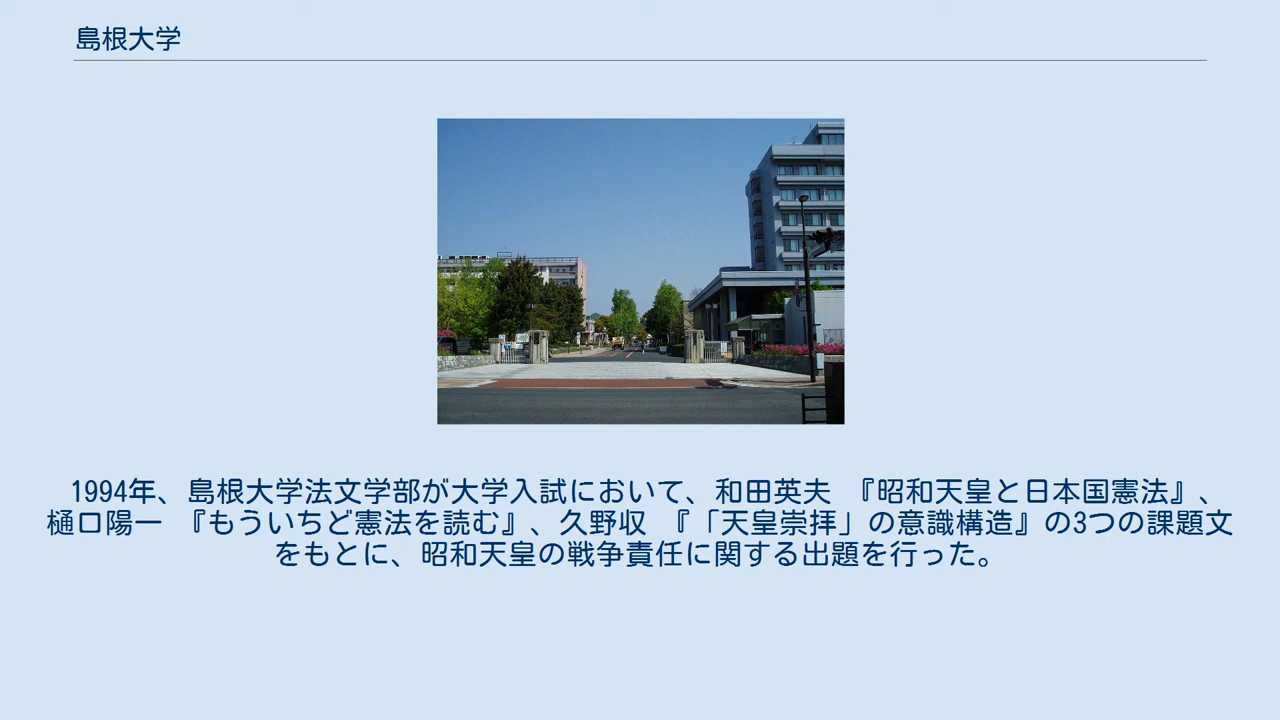 島根大学
1994年、島根大学法文学部が大学入試において、和田英夫 『昭和天皇と日本国憲法』、
樋口陽一 『もういちど憲法を読む』、久野収 『「天皇崇拝」の意識構造』の3つの課題文
をもとに、昭和天皇の戦争責任に関する出題を行った。